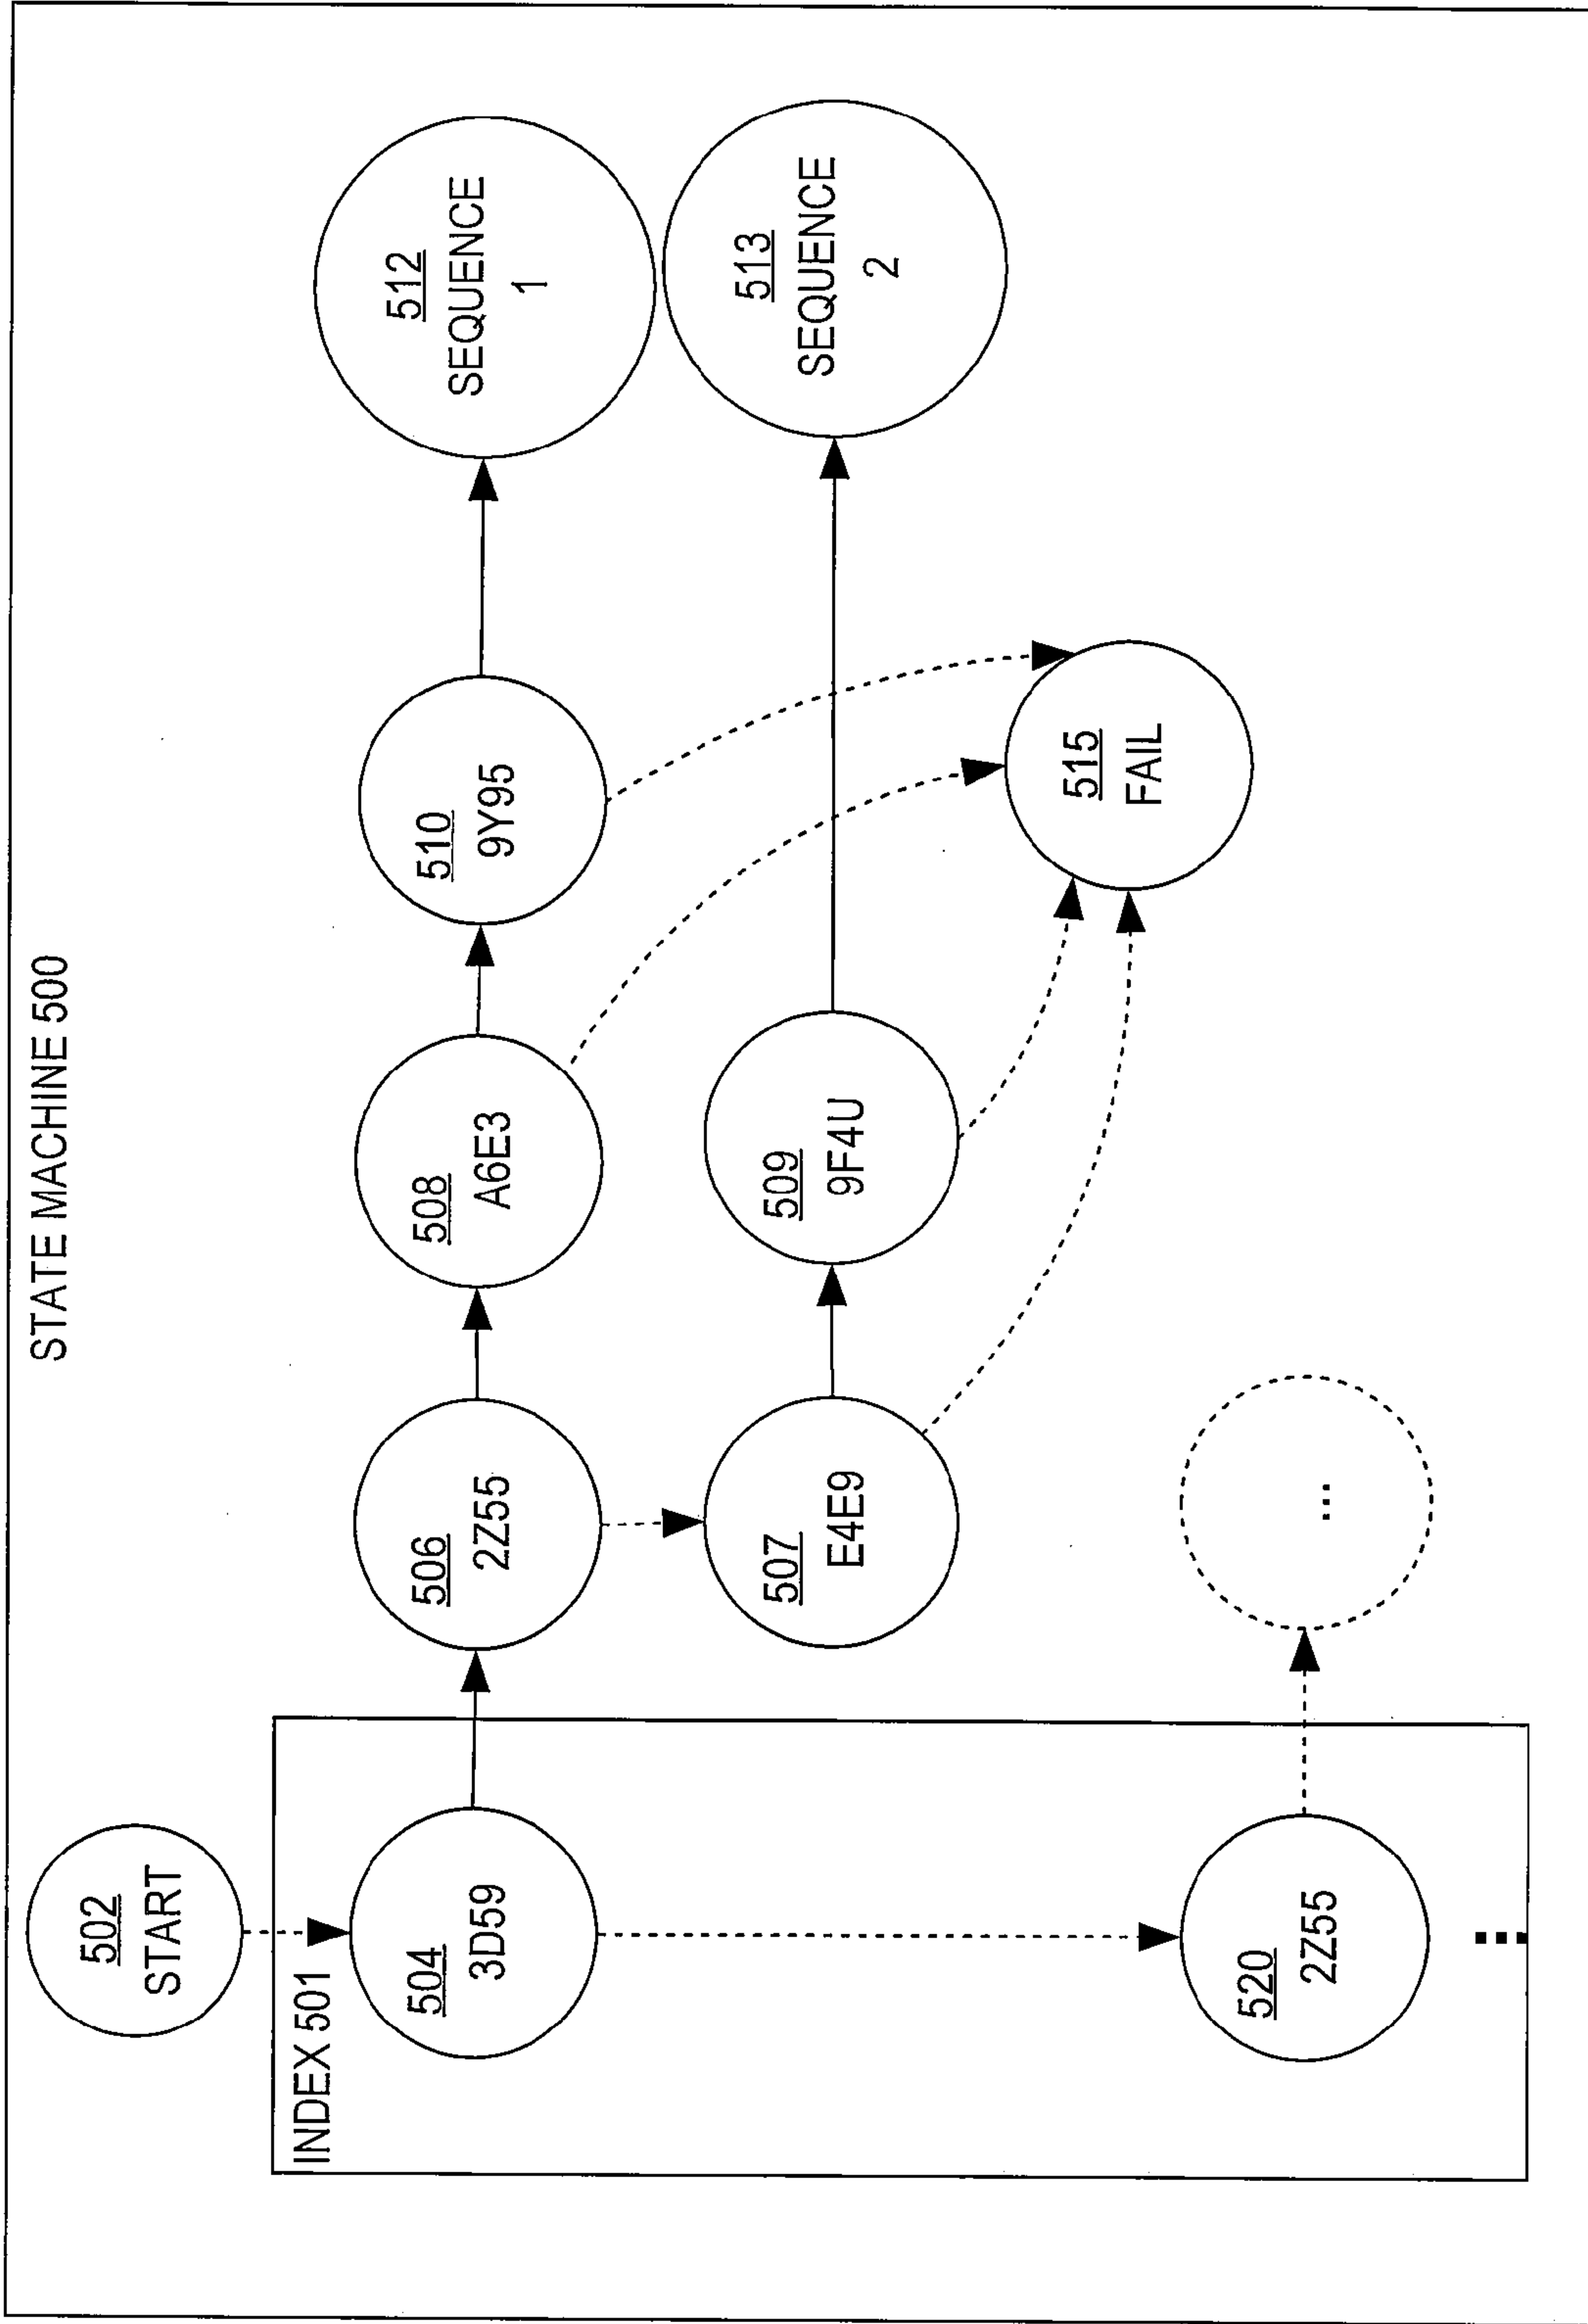 STATE MACHINE 500
502
START
INDEX 501
504
3D59
506
2Z55
508
A6E3
510
9Y95
512
SEQUENCE
1
507
E4E9
509
9F4U
513
SEQUENCE
2
515
FAIL
520
2Z55
...
...